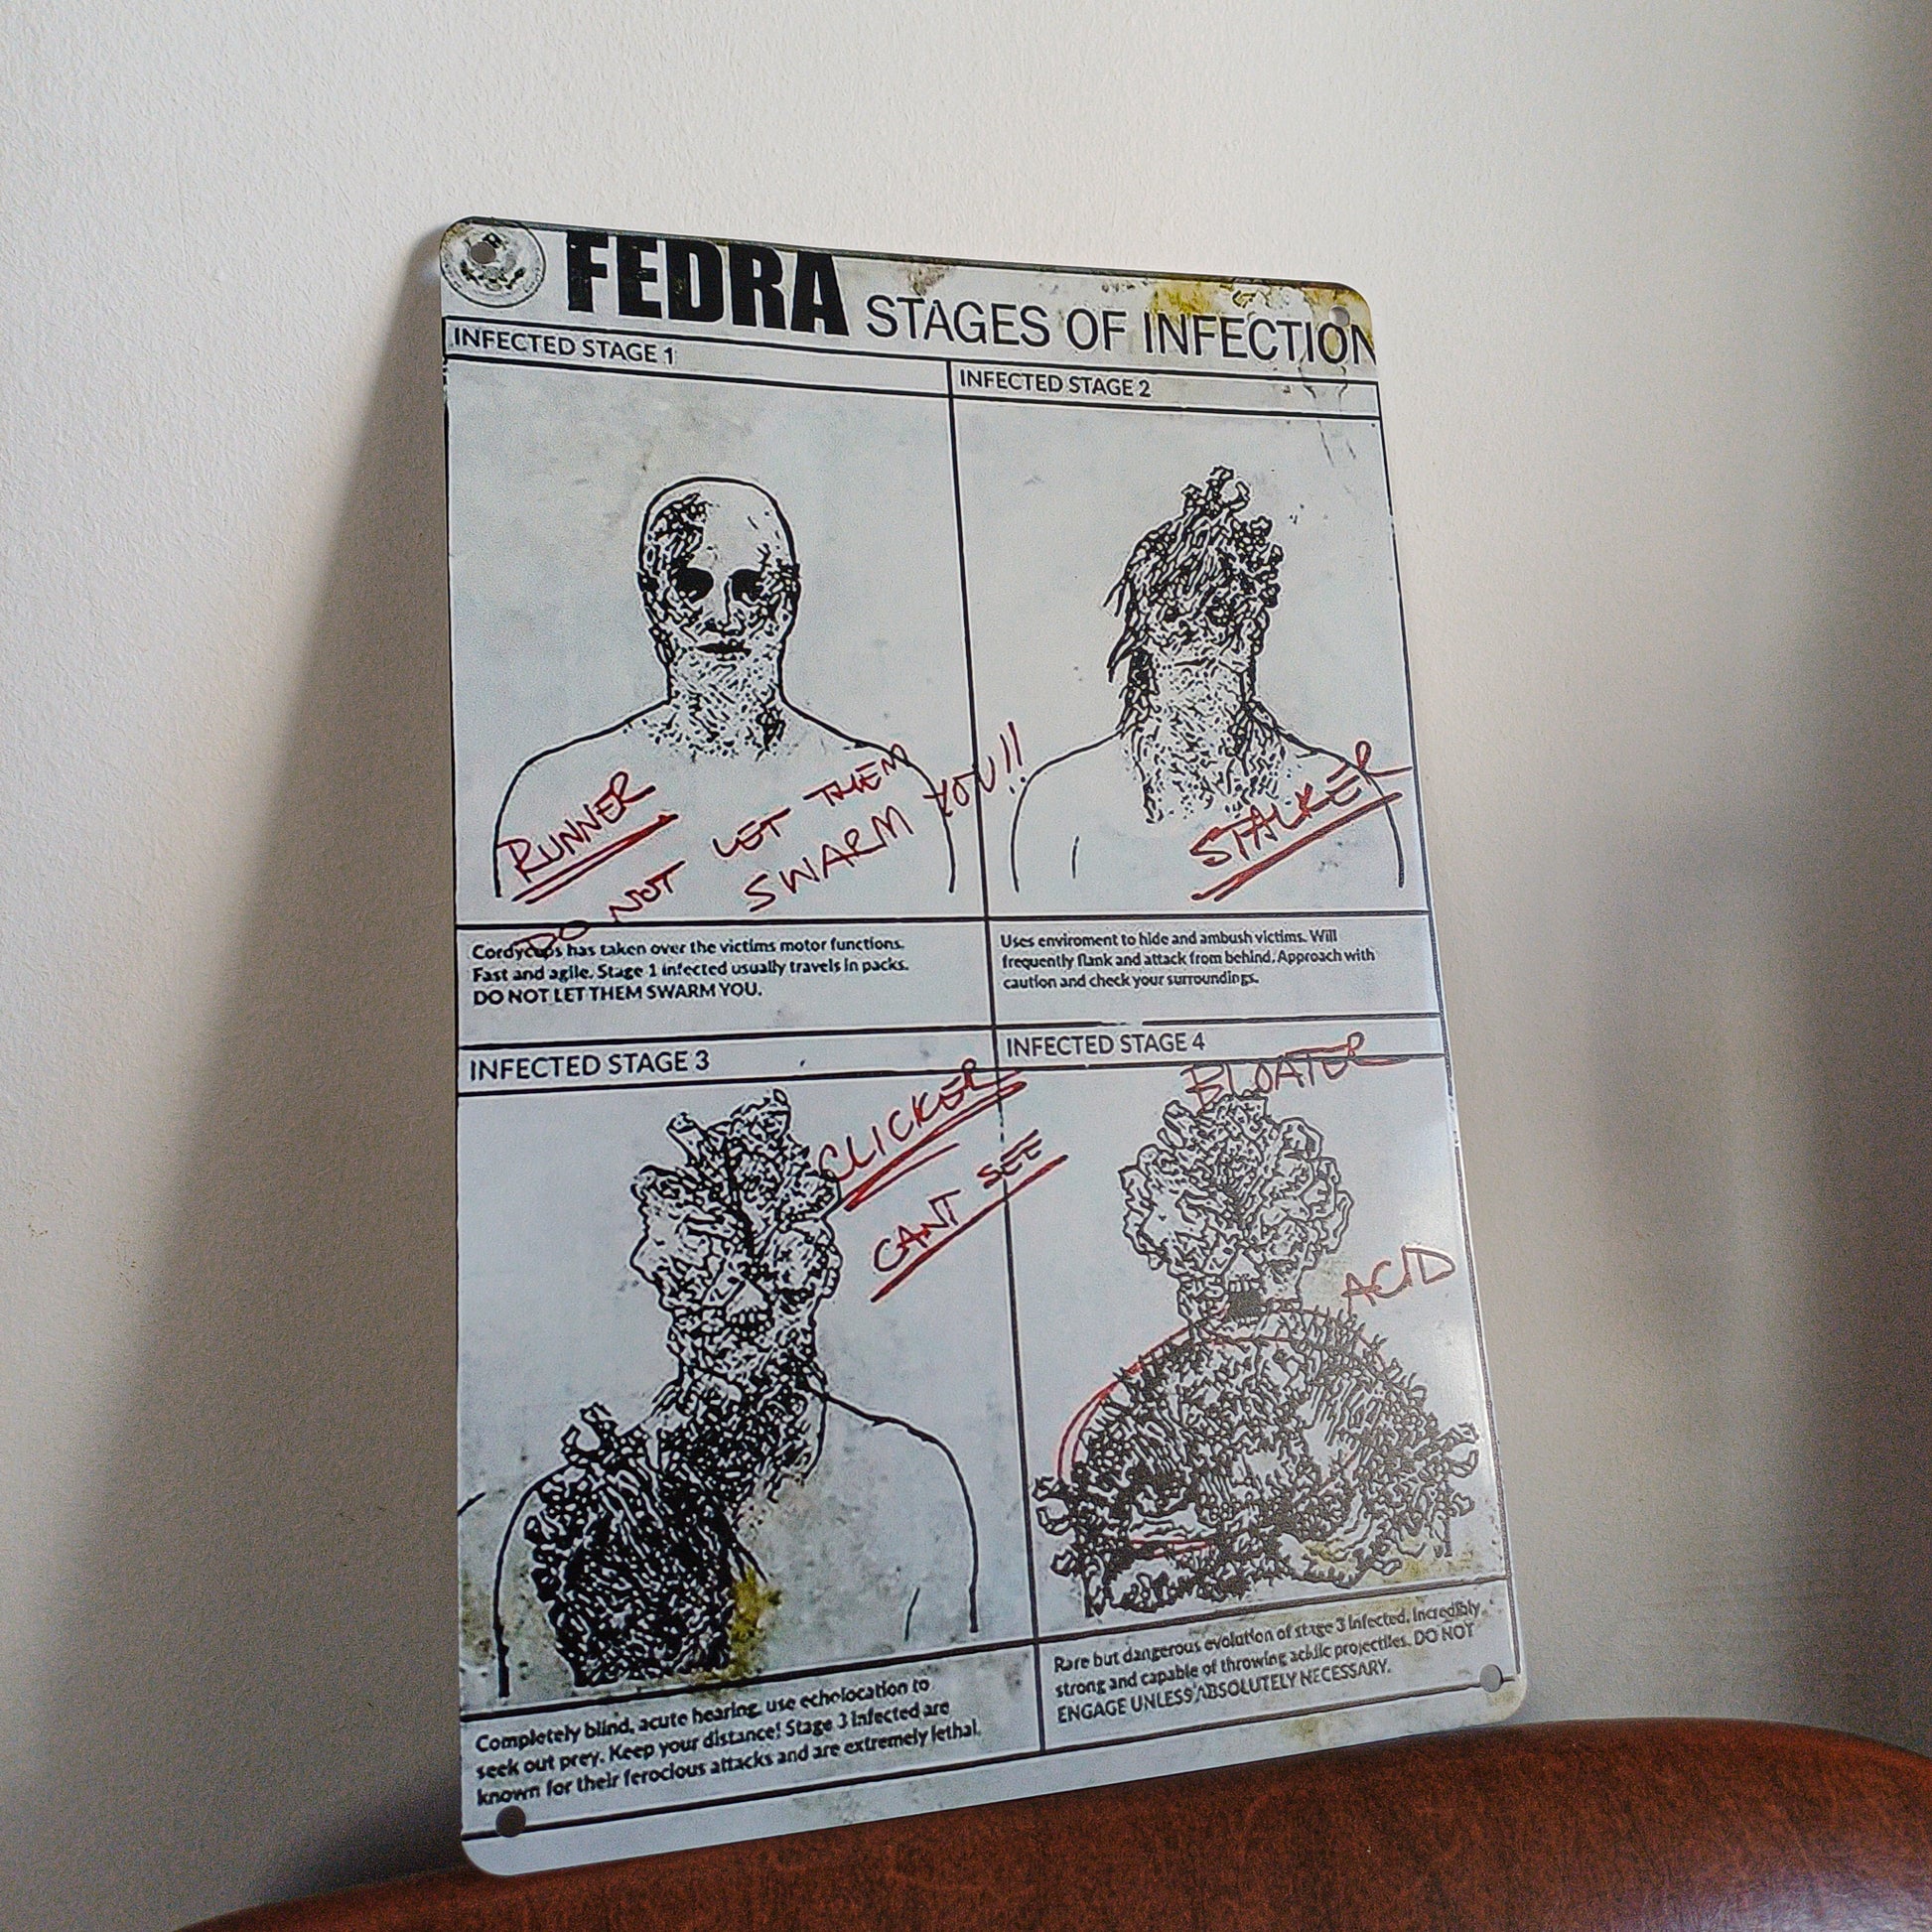 FEDRA STAGES OF INFECTION
INFECTED STAGE 1
RUNNER
DO NOT LET THEM
SWARM YOU!!
Cordyceps has taken over the victims motor functions.
Fast and agile. Stage 1 infected usually travels in packs.
DO NOT LET THEM SWARM YOU.
INFECTED STAGE 2
STALKER
Uses enviroment to hide and ambush victims. Will
frequently flank and attack from behind. Approach with
caution and check your surroundings.
INFECTED STAGE 3
CLICKER
CANT SEE
Completely blind, acute hearing, use echolocation to
seek out prey. Keep your distance! Stage 3 Infected are
known for their ferocious attacks and are extremely lethal.
INFECTED STAGE 4
BLOATER
ACID
Rare but dangerous evolution of stage 3 Infected. Incredibly
strong and capable of throwing acidic projectiles. DO NOT
ENGAGE UNLESS ABSOLUTELY NECESSARY.